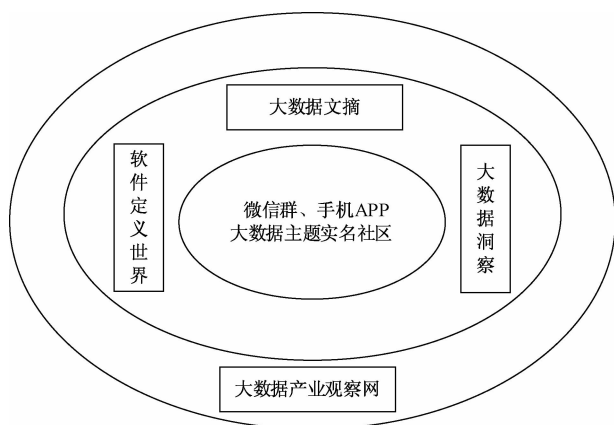 大数据文摘
软件定义世界
微信群、手机APP
大数据主题实名社区
大数据洞察
大数据产业观察网